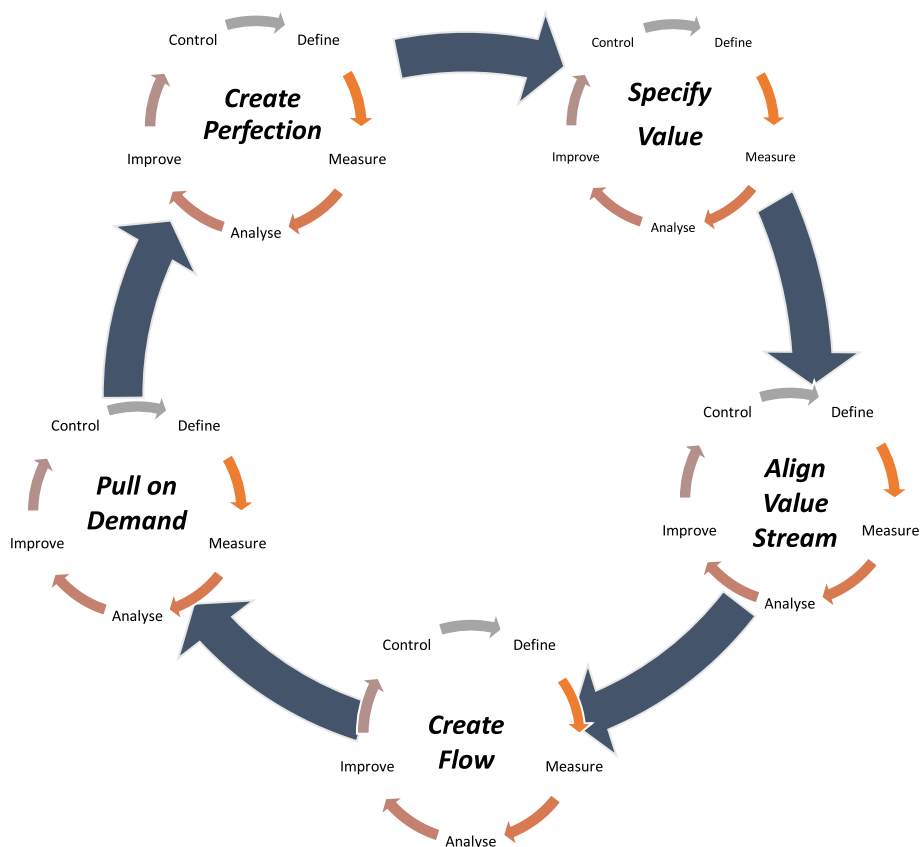 Control
Define
Create
Perfection
Improve
Measure
Analyse
Control
Define
Specify
Value
Improve
Measure
Analyse
Control
Define
Align
Value
Stream
Improve
Measure
Analyse
Control
Define
Create
Flow
Improve
Measure
Analyse
Control
Define
Pull on
Demand
Improve
Measure
Analyse